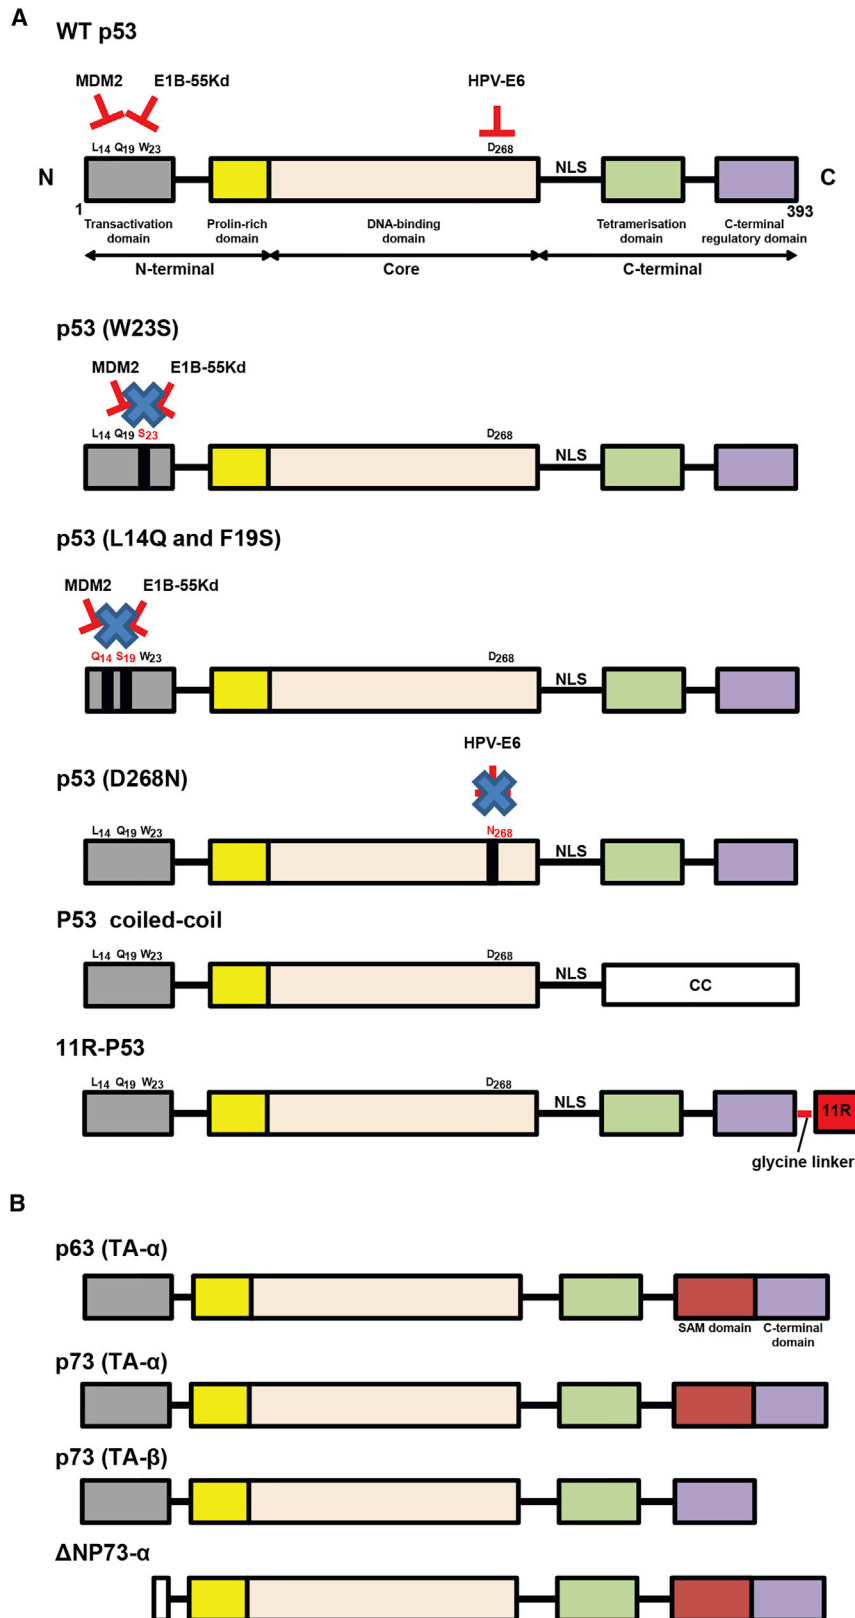 A
WT p53
MDM2 E1B-55Kd HPV-E6
L14 Q19 W23 D268
N NLS C
1 393
Transactivation domain Prolin-rich domain DNA-binding domain Tetramerisation domain C-terminal regulatory domain
N-terminal Core C-terminal
p53 (W23S)
MDM2 E1B-55Kd
L14 Q19 S23 D268
NLS
p53 (L14Q and F19S)
MDM2 E1B-55Kd
Q14 S19 W23 D268
NLS
HPV-E6
p53 (D268N)
L14 Q19 W23 N268
NLS
P53 coiled-coil
L14 Q19 W23 D268
NLS
CC
11R-P53
L14 Q19 W23 D268
NLS
11R
glycine linker
B
p63 (TA-α)
SAM domain C-terminal domain
p73 (TA-α)
p73 (TA-β)
ΔNP73-α